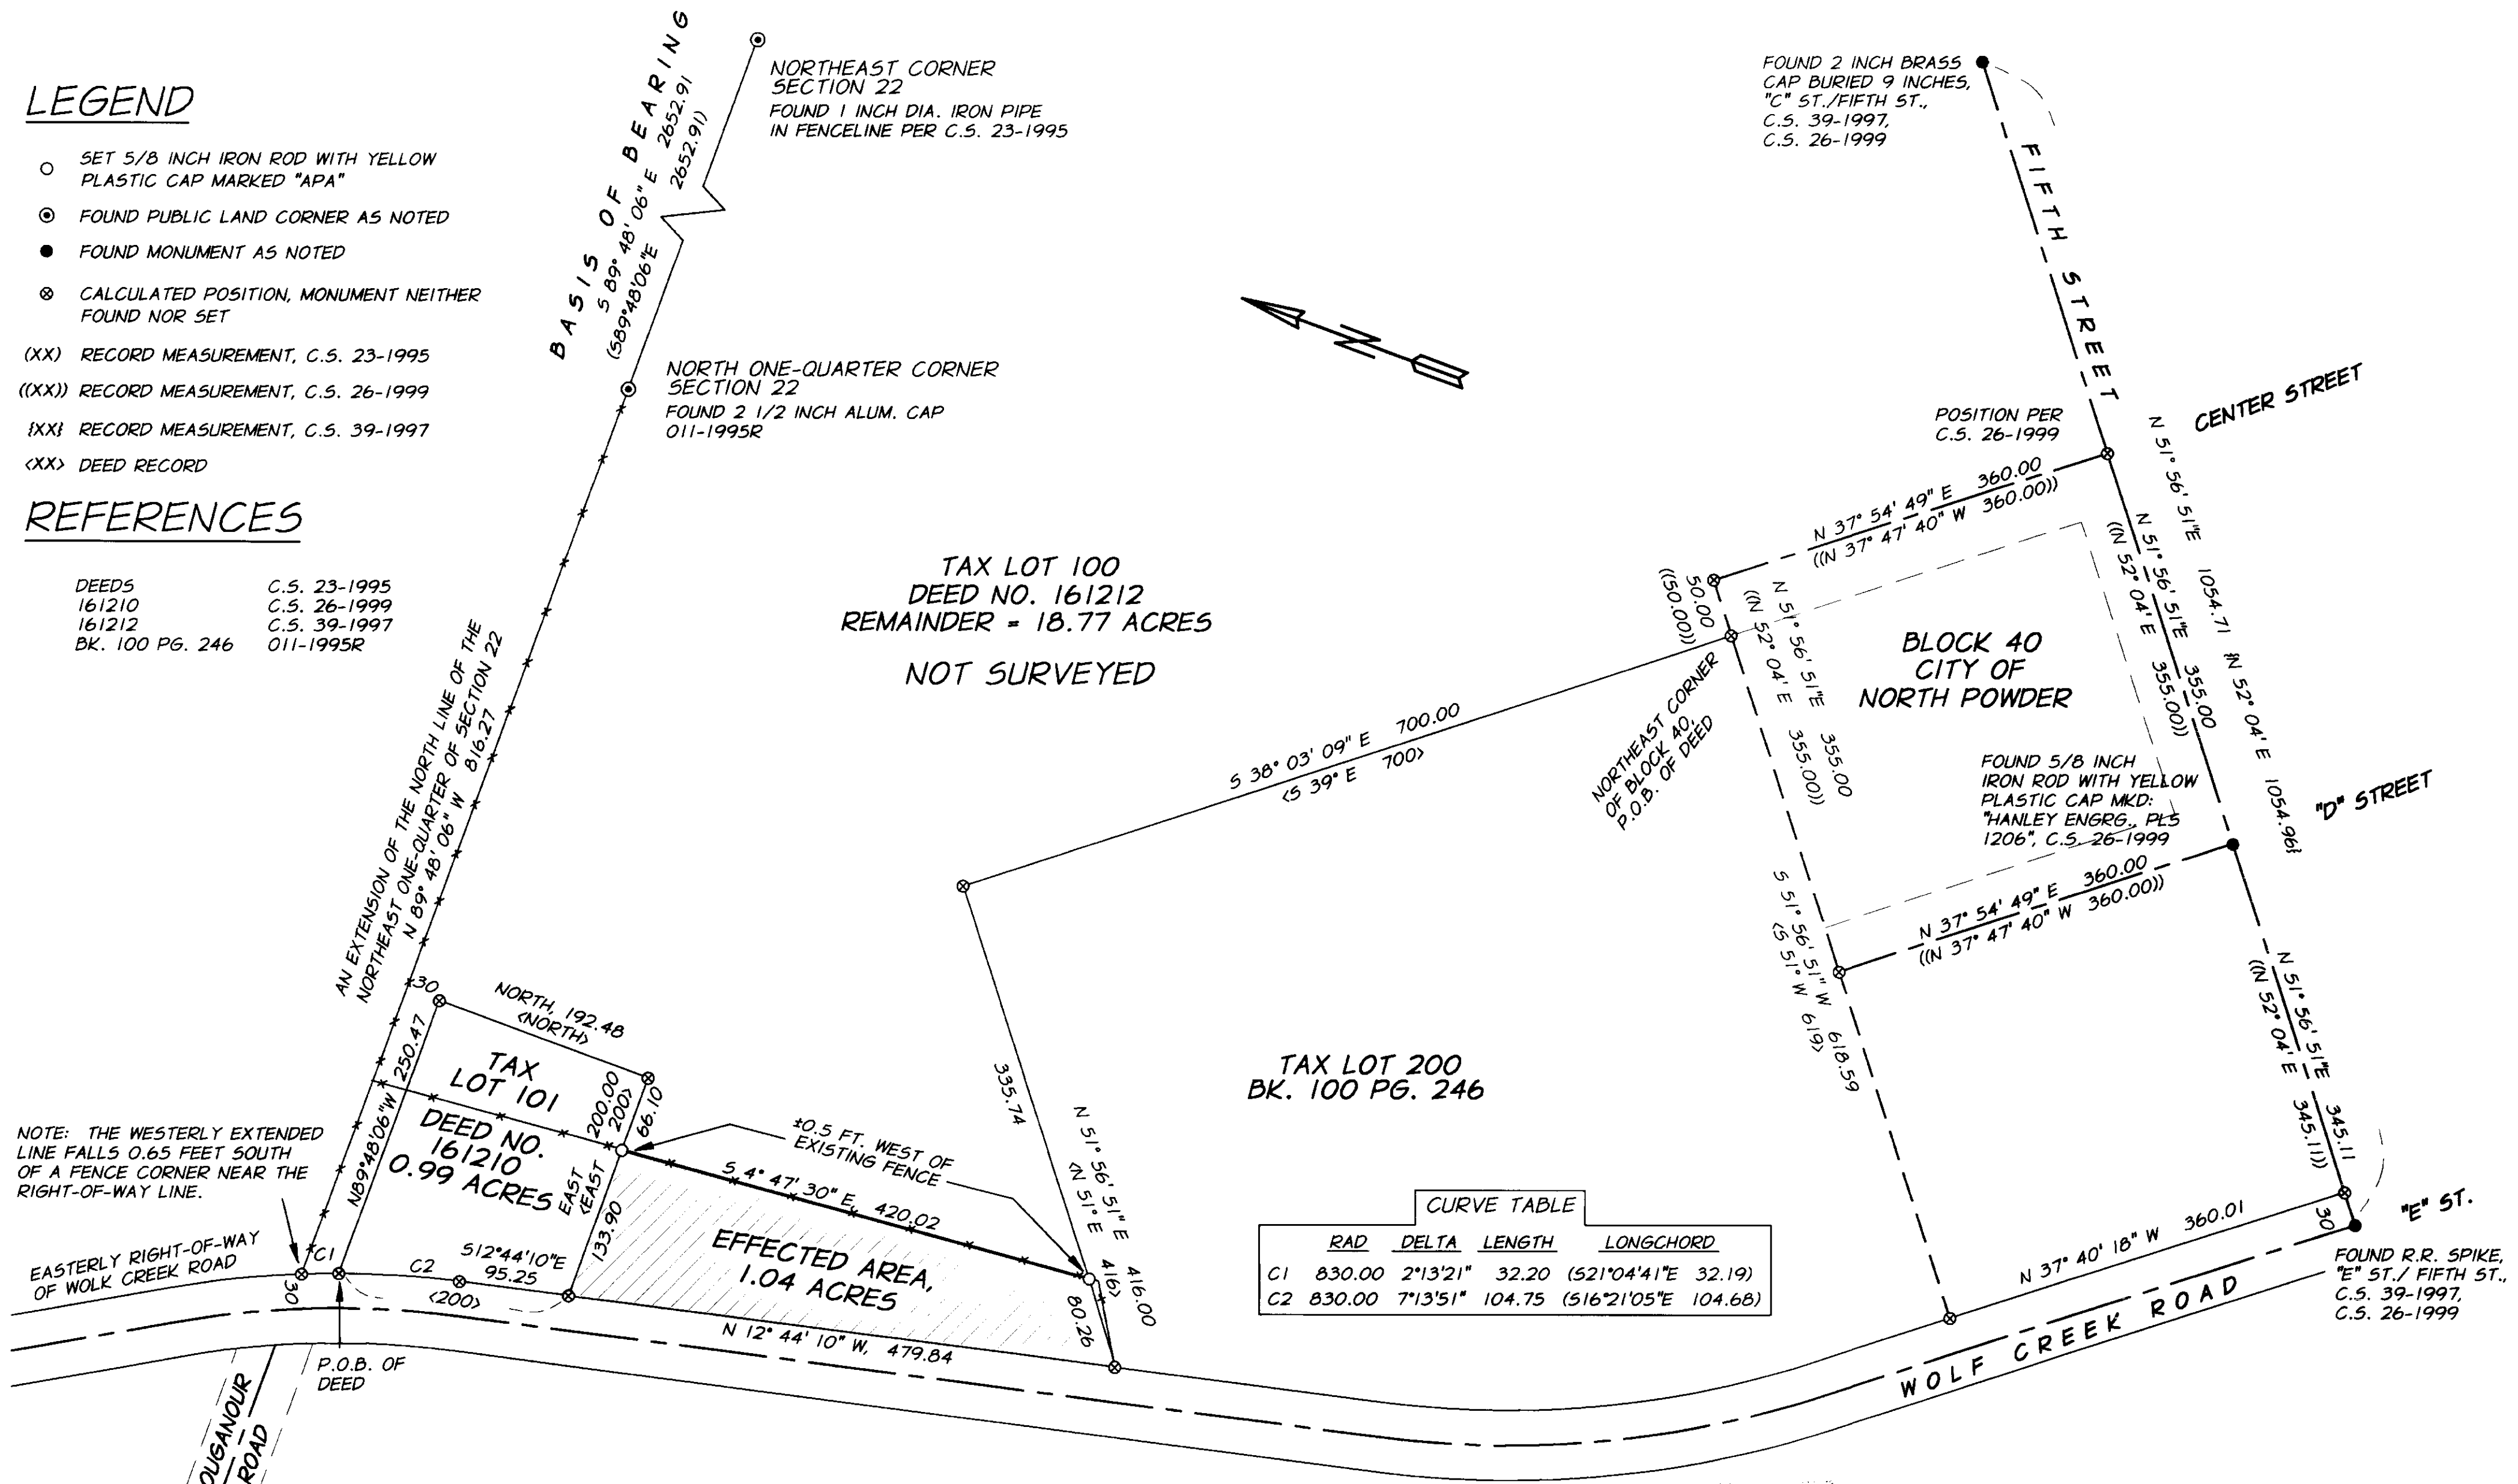 LEGEND
SET 5/8 INCH IRON ROD WITH YELLOW
PLASTIC CAP MARKED "APA"
FOUND PUBLIC LAND CORNER AS NOTED
FOUND MONUMENT AS NOTED
CALCULATED POSITION, MONUMENT NEITHER
FOUND NOR SET
(XX) RECORD MEASUREMENT, C.S. 23-1995
((XX)) RECORD MEASUREMENT, C.S. 26-1999
{XX} RECORD MEASUREMENT, C.S. 39-1997
<XX> DEED RECORD
REFERENCES
DEEDS C.S. 23-1995
161210 C.S. 26-1999
161212 C.S. 39-1997
BK. 100 PG. 246 011-1995R
BASIS OF BEARING
S 89° 48' 06" E 2652.91
(S89°48'06"E 2652.91)
NORTHEAST CORNER
SECTION 22
FOUND 1 INCH DIA. IRON PIPE
IN FENCELINE PER C.S. 23-1995
NORTH ONE-QUARTER CORNER
SECTION 22
FOUND 2 1/2 INCH ALUM. CAP
011-1995R
FOUND 2 INCH BRASS
CAP BURIED 9 INCHES,
"C" ST./FIFTH ST.,
C.S. 39-1997,
C.S. 26-1999
FIFTH STREET
CENTER STREET
POSITION PER
C.S. 26-1999
N 37° 54' 49" E 360.00
((N 37° 47' 40" W 360.00))
N 51° 56' 51"E 1054.71 {N 52° 04' E 1054.96}
N 51° 56' 51"E 355.00
((N 52° 04' E 355.00))
50.00
((50.00))
N 51° 56' 51"E 355.00
((N 52° 04' E 355.00))
TAX LOT 100
DEED NO. 161212
REMAINDER = 18.77 ACRES
NOT SURVEYED
BLOCK 40
CITY OF
NORTH POWDER
NORTHEAST CORNER
OF BLOCK 40,
P.O.B. OF DEED
S 38° 03' 09" E 700.00
<S 39° E 700>
FOUND 5/8 INCH
IRON ROD WITH YELLOW
PLASTIC CAP MKD:
"HANLEY ENGRG., PLS
1206", C.S. 26-1999
"D" STREET
N 37° 54' 49" E 360.00
((N 37° 47' 40" W 360.00))
S 51° 56' 51" W 618.59
<S 51° W 619>
N 51° 56' 51"E 345.11
((N 52° 04' E 345.11))
AN EXTENSION OF THE NORTH LINE OF THE
NORTHEAST ONE-QUARTER OF SECTION 22
N 89° 48' 06" W 816.27
30
NORTH, 192.48
<NORTH>
N89°48'06"W 250.47
TAX
LOT 101
DEED NO.
161210
0.99 ACRES
200.00
200>
66.10
EAST
<EAST
133.90
±0.5 FT. WEST OF
EXISTING FENCE
S 4° 47' 30" E, 420.02
335.74
N 51° 56' 51" E 416.00
<N 51° E 416>
80.26
TAX LOT 200
BK. 100 PG. 246
EFFECTED AREA,
1.04 ACRES
NOTE: THE WESTERLY EXTENDED
LINE FALLS 0.65 FEET SOUTH
OF A FENCE CORNER NEAR THE
RIGHT-OF-WAY LINE.
EASTERLY RIGHT-OF-WAY
OF WOLK CREEK ROAD
C1
C2
S12°44'10"E
95.25
<200>
30
N 12° 44' 10" W, 479.84
P.O.B. OF
DEED
OUGANOUR
ROAD
CURVE TABLE
RAD DELTA LENGTH LONGCHORD
C1 830.00 2°13'21" 32.20 (S21°04'41"E 32.19)
C2 830.00 7°13'51" 104.75 (S16°21'05"E 104.68)
N 37° 40' 18" W 360.01
30
"E" ST.
FOUND R.R. SPIKE,
"E" ST./ FIFTH ST.,
C.S. 39-1997,
C.S. 26-1999
WOLF CREEK ROAD